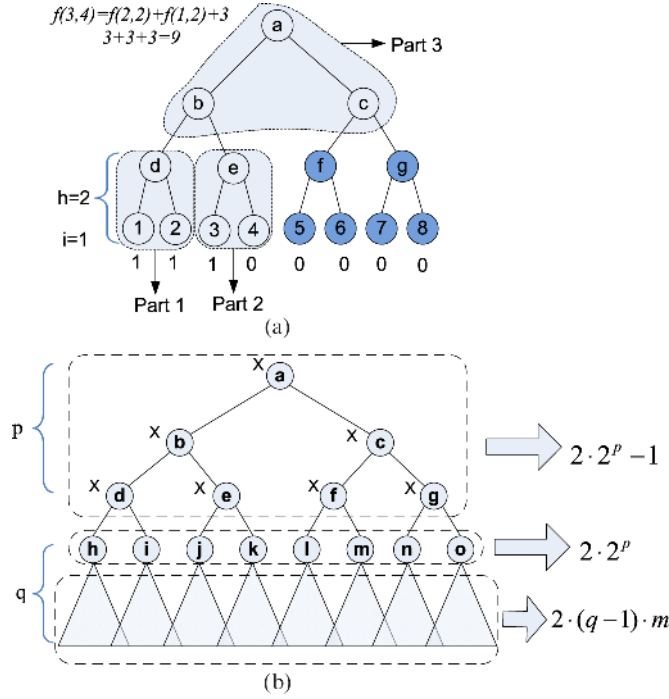 f(3,4)=f(2,2)+f(1,2)+3
3+3+3=9
a
Part 3
b
c
d
e
f
g
h=2
i=1
1 2 3 4 5 6 7 8
1 1 1 0 0 0 0 0
Part 1
Part 2
(a)
x a
p
x b
x c
2 · 2^p − 1
x d
x e
x f
x g
h i j k l m n o
2 · 2^p
q
2 · (q−1) · m
(b)